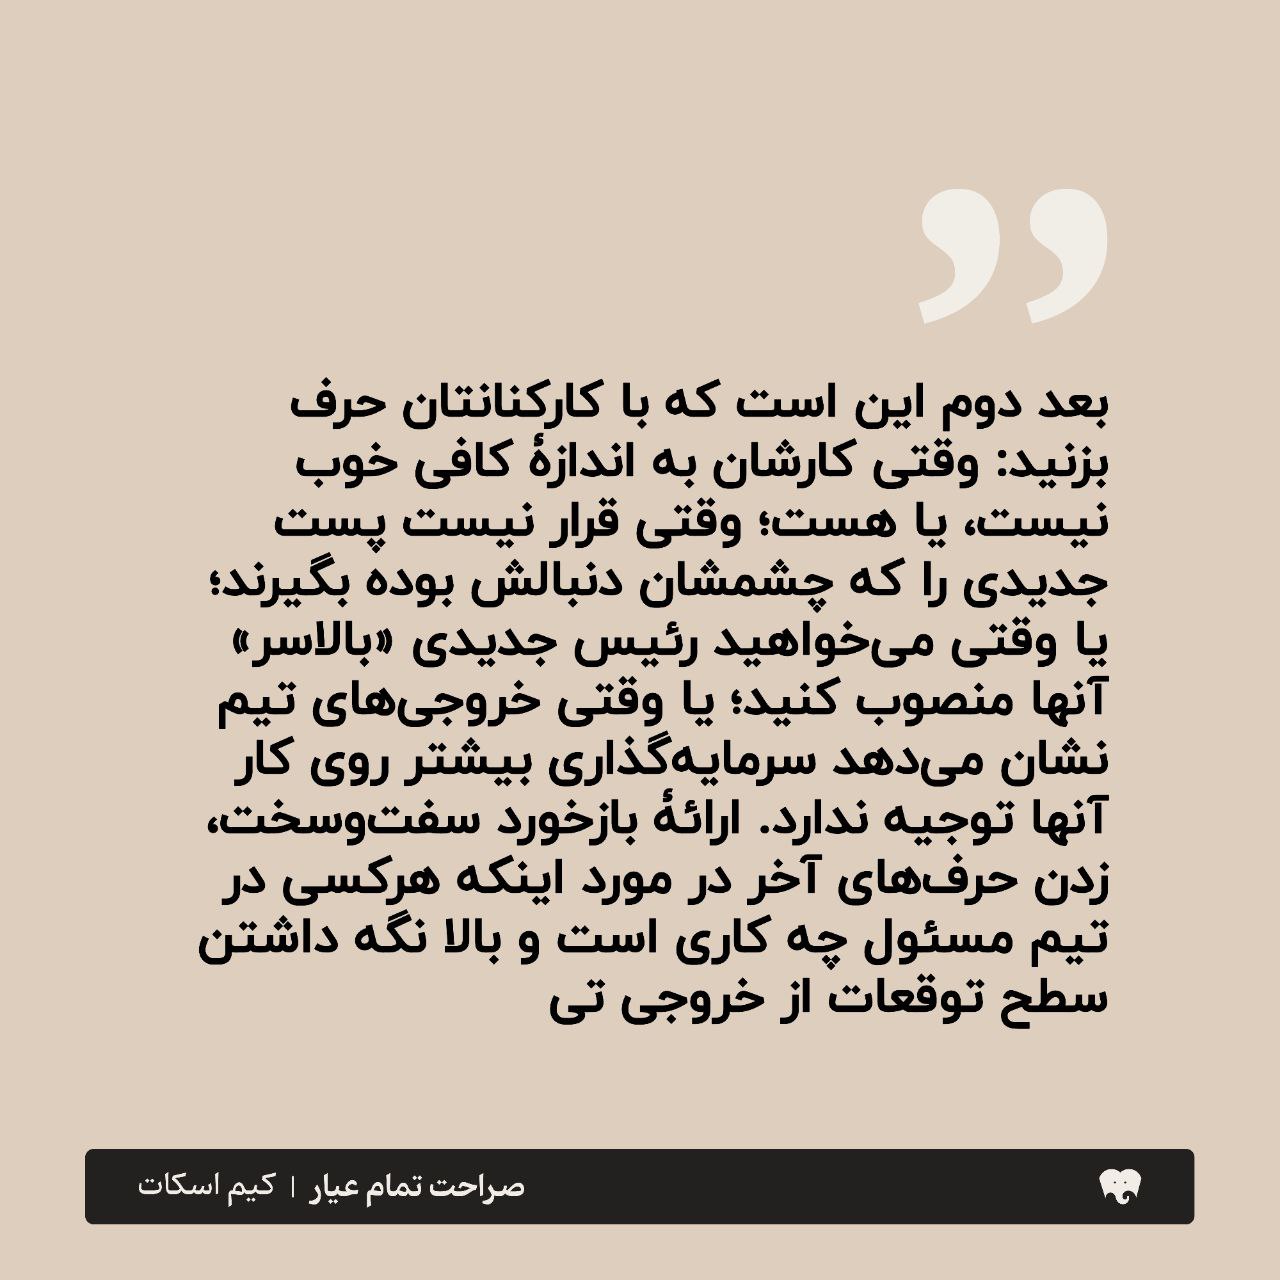 بعد دوم این است که با کارکنانتان حرف
بزنید: وقتی کارشان به اندازهٔ کافی خوب
نیست، یا هست؛ وقتی قرار نیست پست
جدیدی را که چشمشان دنبالش بوده بگیرند؛
یا وقتی می‌خواهید رئیس جدیدی «بالاسر»
آنها منصوب کنید؛ یا وقتی خروجی‌های تیم
نشان می‌دهد سرمایه‌گذاری بیشتر روی کار
آنها توجیه ندارد. ارائهٔ بازخورد سفت‌وسخت،
زدن حرف‌های آخر در مورد اینکه هرکسی در
تیم مسئول چه کاری است و بالا نگه داشتن
سطح توقعات از خروجی تی
صراحت تمام عیار | کیم اسکات